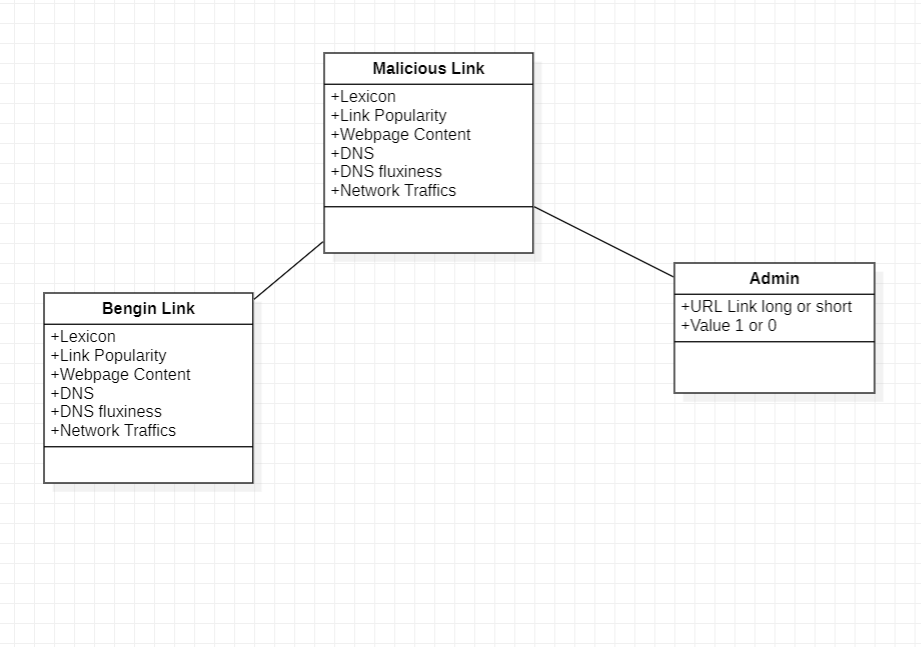 Malicious Link
+Lexicon
+Link Popularity
+Webpage Content
+DNS
+DNS fluxiness
+Network Traffics
Bengin Link
+Lexicon
+Link Popularity
+Webpage Content
+DNS
+DNS fluxiness
+Network Traffics
Admin
+URL Link long or short
+Value 1 or 0